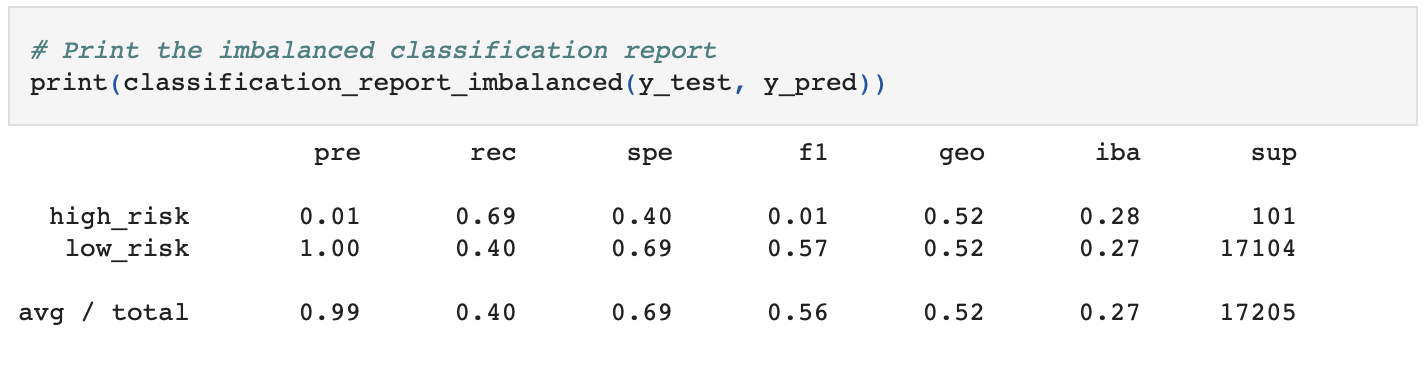 # Print the imbalanced classification report
print(classification_report_imbalanced(y_test, y_pred))
pre rec spe f1 geo iba sup
high_risk 0.01 0.69 0.40 0.01 0.52 0.28 101
low_risk 1.00 0.40 0.69 0.57 0.52 0.27 17104
avg / total 0.99 0.40 0.69 0.56 0.52 0.27 17205